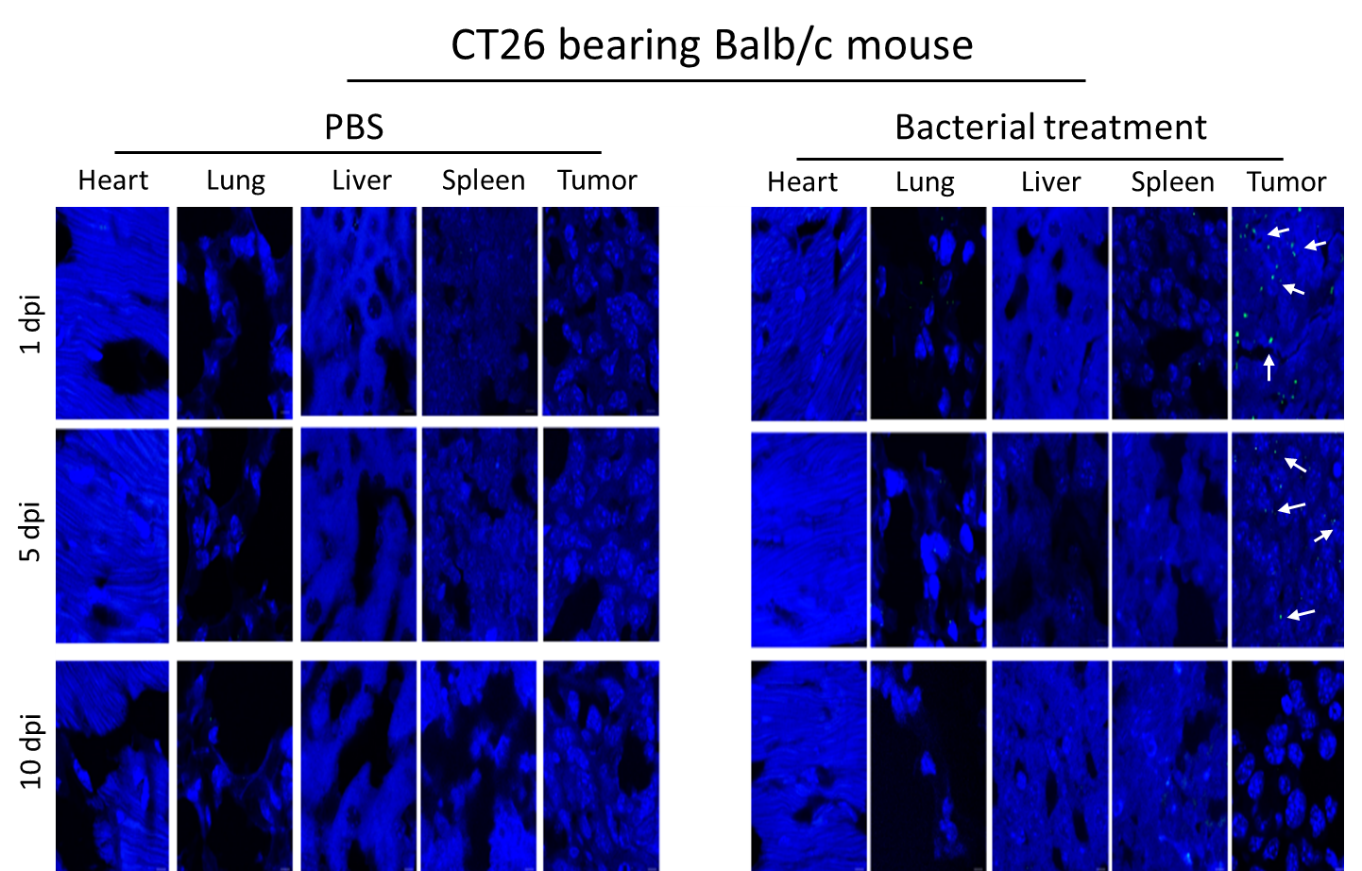 CT26 bearing Balb/c mouse
PBS
Bacterial treatment
Heart Lung Liver Spleen Tumor
Heart Lung Liver Spleen Tumor
1 dpi
5 dpi
10 dpi